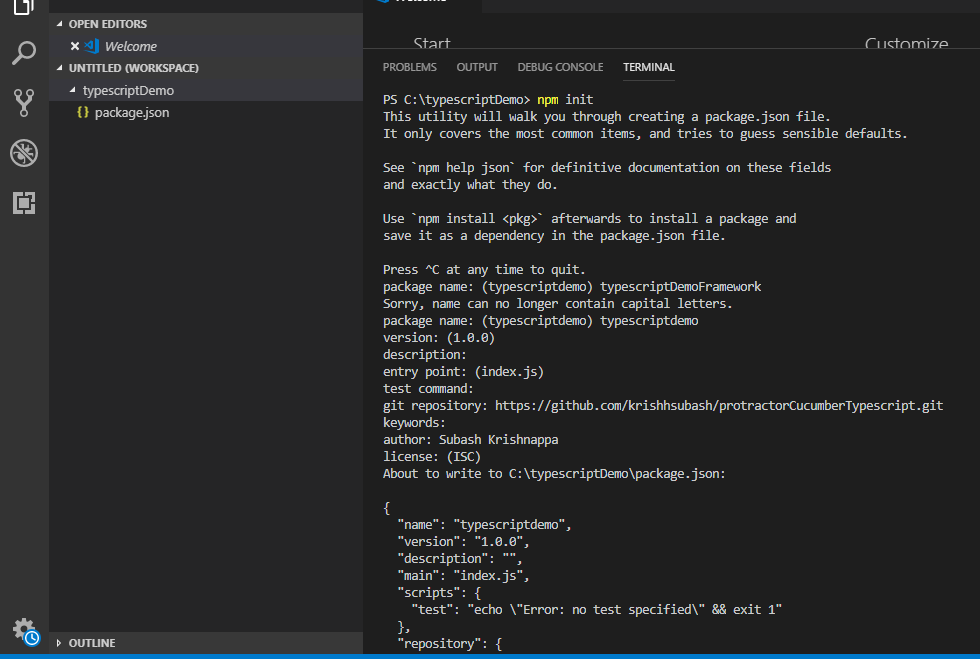 Welcome
OPEN EDITORS
Welcome
UNTITLED (WORKSPACE)
typescriptDemo
{} package.json
OUTLINE
Start
Customize
PROBLEMS OUTPUT DEBUG CONSOLE TERMINAL
PS C:\typescriptDemo> npm init
This utility will walk you through creating a package.json file.
It only covers the most common items, and tries to guess sensible defaults.
See `npm help json` for definitive documentation on these fields
and exactly what they do.
Use `npm install <pkg>` afterwards to install a package and
save it as a dependency in the package.json file.
Press ^C at any time to quit.
package name: (typescriptdemo) typescriptDemoFramework
Sorry, name can no longer contain capital letters.
package name: (typescriptdemo) typescriptdemo
version: (1.0.0)
description:
entry point: (index.js)
test command:
git repository: https://github.com/krishhsubash/protractorCucumberTypescript.git
keywords:
author: Subash Krishnappa
license: (ISC)
About to write to C:\typescriptDemo\package.json:
{
  "name": "typescriptdemo",
  "version": "1.0.0",
  "description": "",
  "main": "index.js",
  "scripts": {
    "test": "echo \"Error: no test specified\" && exit 1"
  },
  "repository": {